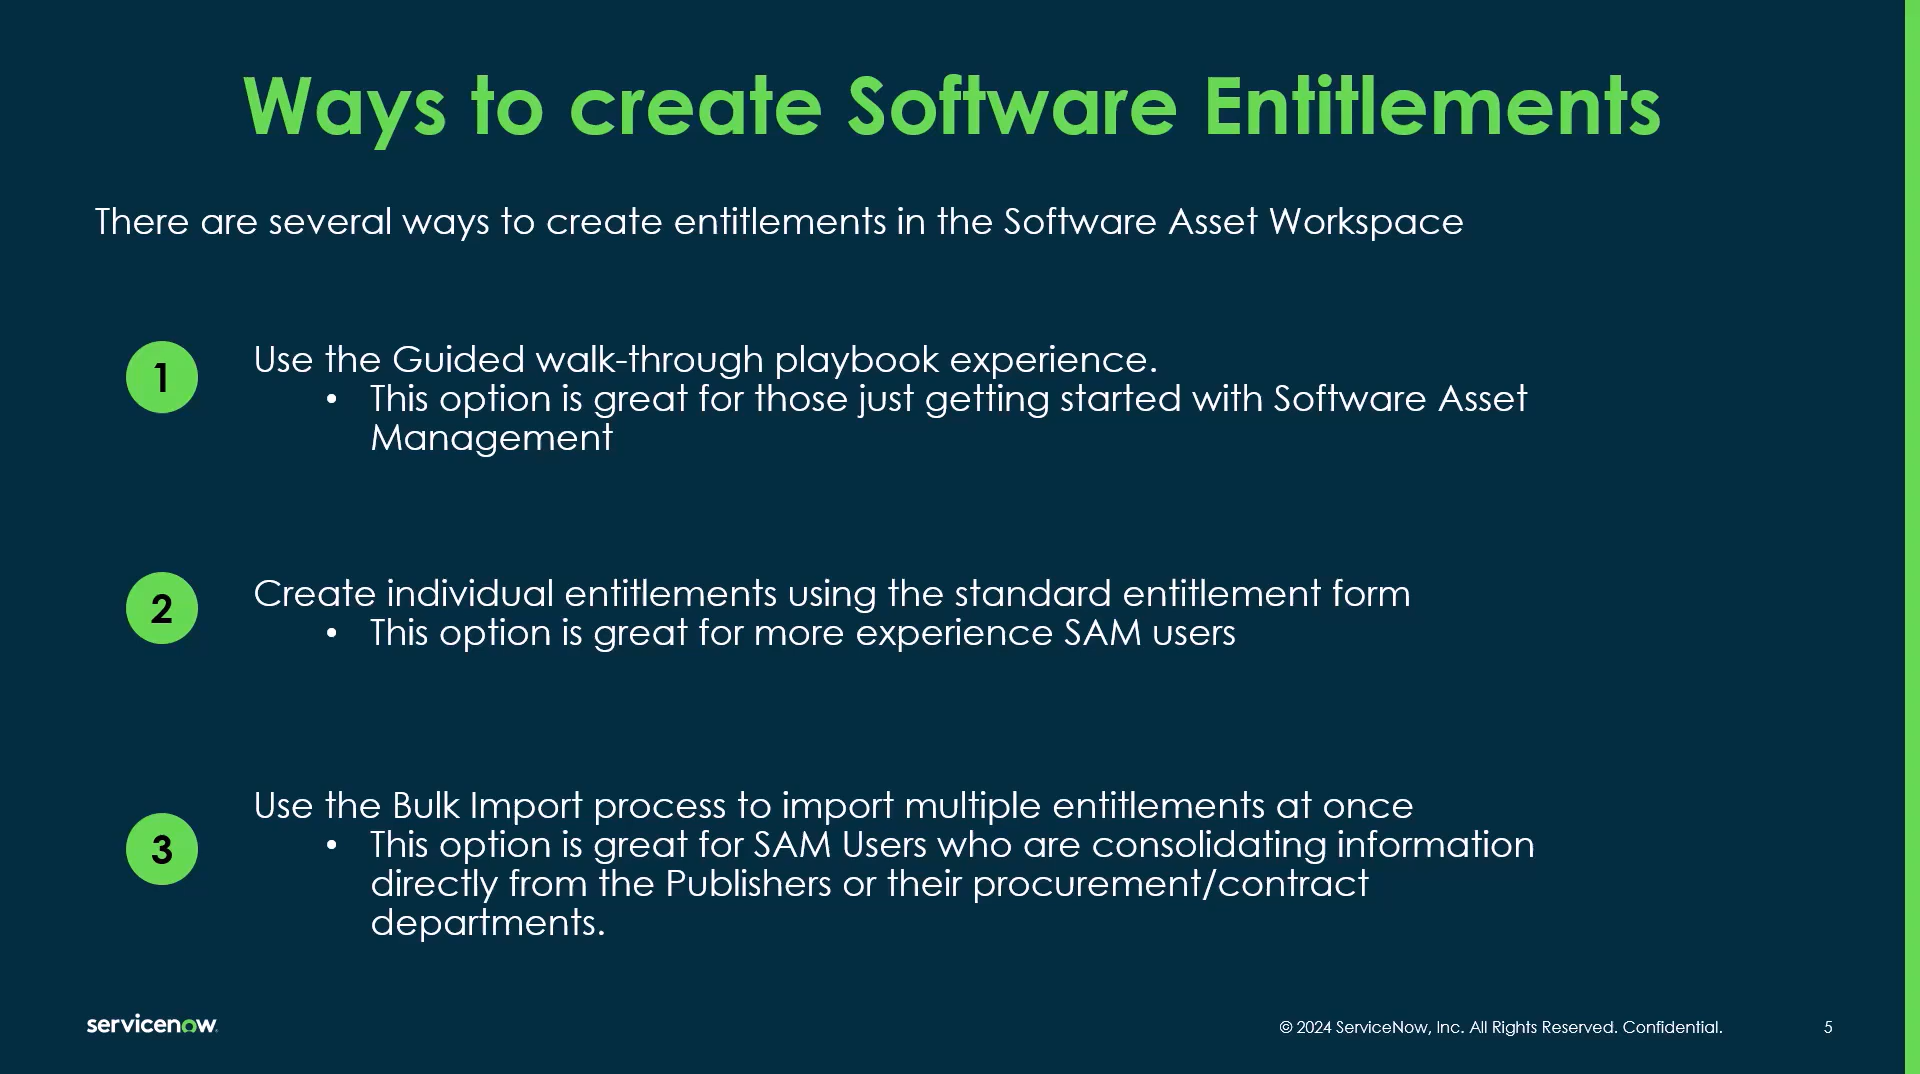 Ways to create Software Entitlements
There are several ways to create entitlements in the Software Asset Workspace
1
Use the Guided walk-through playbook experience.
• This option is great for those just getting started with Software Asset
Management
2
Create individual entitlements using the standard entitlement form
• This option is great for more experience SAM users
3
Use the Bulk Import process to import multiple entitlements at once
• This option is great for SAM Users who are consolidating information
directly from the Publishers or their procurement/contract
departments.
servicenow
© 2024 ServiceNow, Inc. All Rights Reserved. Confidential.
5